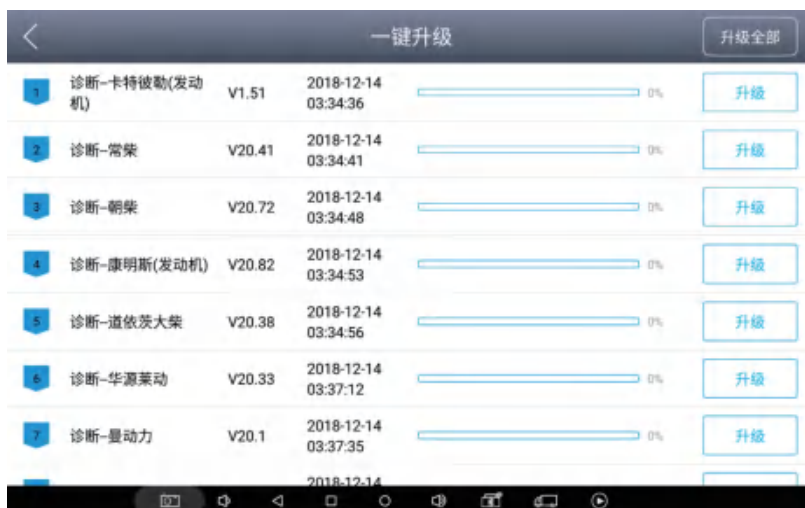 一键升级
升级全部
1
诊断–卡特彼勒(发动
机)
V1.51
2018-12-14
03:34:36
0%
升级
2
诊断–常柴
V20.41
2018-12-14
03:34:41
0%
升级
3
诊断–朝柴
V20.72
2018-12-14
03:34:48
0%
升级
4
诊断–康明斯(发动机)
V20.82
2018-12-14
03:34:53
0%
升级
5
诊断–道依茨大柴
V20.38
2018-12-14
03:34:56
0%
升级
6
诊断–华源莱动
V20.33
2018-12-14
03:37:12
0%
升级
7
诊断–曼动力
V20.1
2018-12-14
03:37:35
0%
升级
2018-12-14